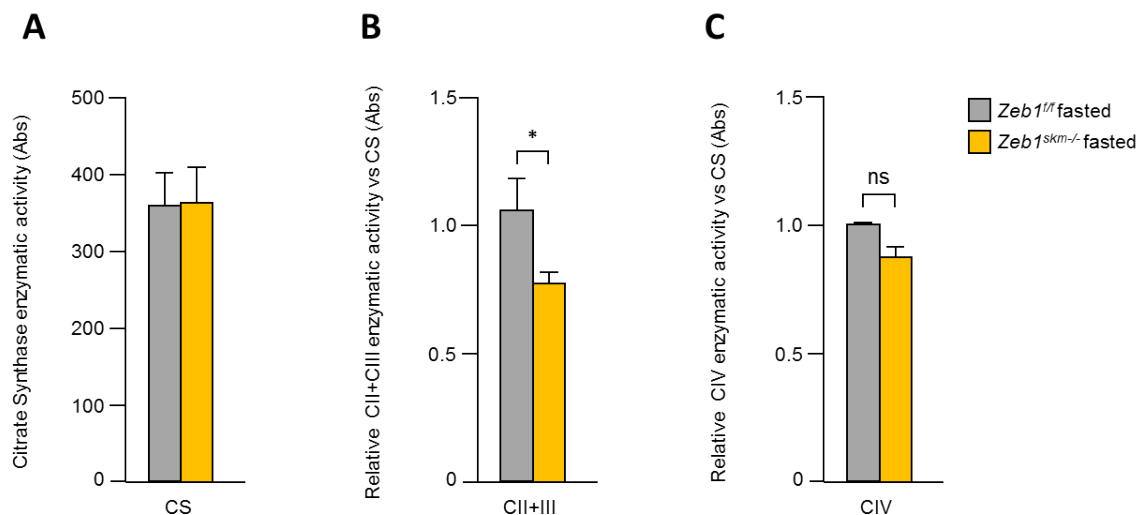 A
Citrate Synthase enzymatic activity (Abs)
500
400
300
200
100
0
CS
B
Relative CII+CIII enzymatic activity vs CS (Abs)
1.5
1.0
0.5
0
*
CII+III
C
Relative CIV enzymatic activity vs CS (Abs)
1.5
1.0
0.5
0
ns
CIV
Zeb1f/f fasted
Zeb1skm-/- fasted